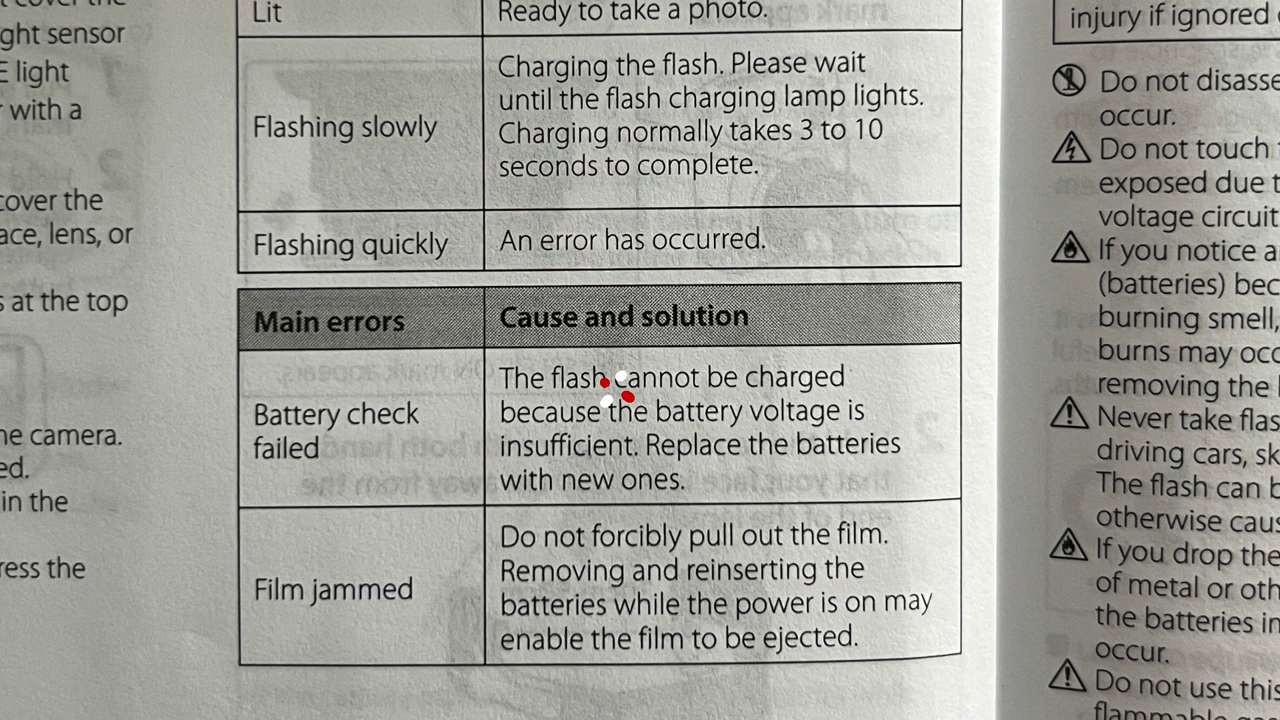 t cover the
ght sensor
E light
r with a
cover the
ace, lens, or
s at the top
ne camera.
ed.
in the
ress the
Lit
Ready to take a photo.
Flashing slowly
Charging the flash. Please wait
until the flash charging lamp lights.
Charging normally takes 3 to 10
seconds to complete.
Flashing quickly
An error has occurred.
Main errors
Cause and solution
Battery check
failed
The flash cannot be charged
because the battery voltage is
insufficient. Replace the batteries
with new ones.
Film jammed
Do not forcibly pull out the film.
Removing and reinserting the
batteries while the power is on may
enable the film to be ejected.
injury if ignored
Do not disasse
occur.
Do not touch
exposed due t
voltage circuit
If you notice a
(batteries) bec
burning smell,
burns may occ
removing the
Never take flas
driving cars, sk
The flash can b
otherwise caus
If you drop the
of metal or oth
the batteries in
occur.
Do not use this
flammable ga